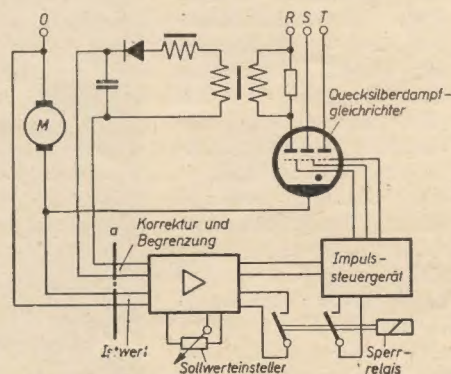 0
R S T
Quecksilberdampf-
gleichrichter
M
a
Korrektur und
Begrenzung
Impuls-
steuergerät
Istwert
Sollwerteinsteller
Sperr-
relais